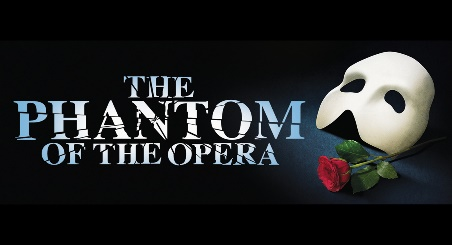 THE
PHANTOM
OF THE OPERA